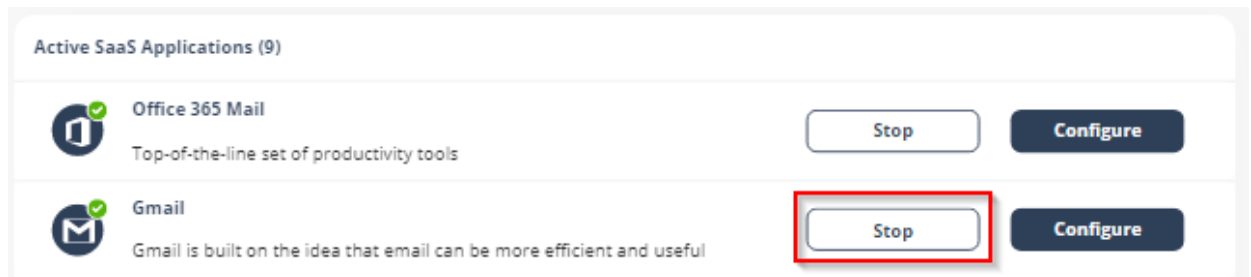 Active SaaS Applications (9)
Office 365 Mail
Top-of-the-line set of productivity tools
Stop
Configure
Gmail
Gmail is built on the idea that email can be more efficient and useful
Stop
Configure